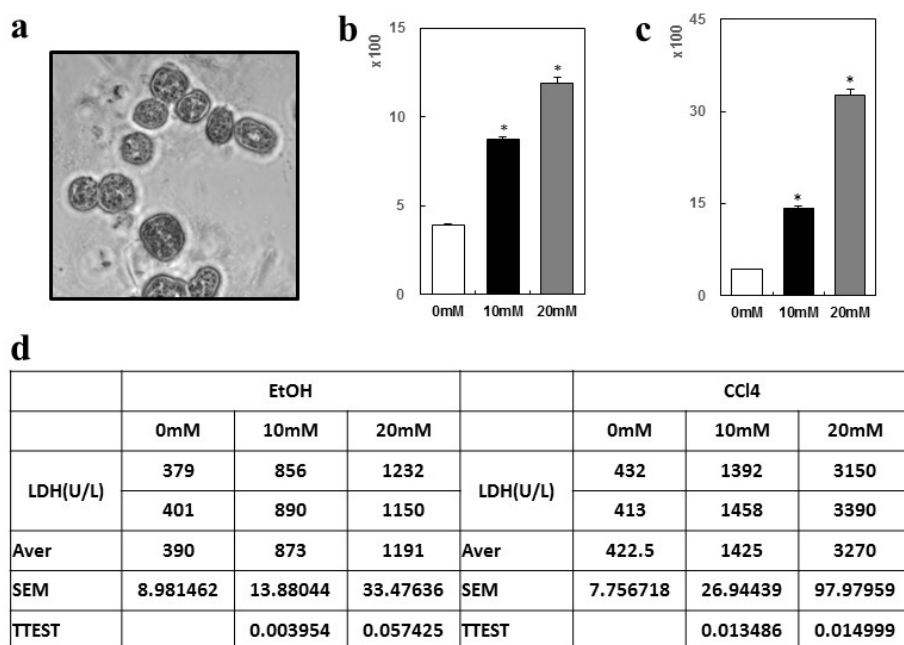 a
b
x 100
15
10
5
0
*
*
0mM 10mM 20mM
c
x 100
45
30
15
0
*
*
0mM 10mM 20mM
d
EtOH CCl4
0mM 10mM 20mM 0mM 10mM 20mM
LDH(U/L) 379 856 1232 LDH(U/L) 432 1392 3150
401 890 1150 413 1458 3390
Aver 390 873 1191 Aver 422.5 1425 3270
SEM 8.981462 13.88044 33.47636 SEM 7.756718 26.94439 97.97959
TTEST 0.003954 0.057425 TTEST 0.013486 0.014999